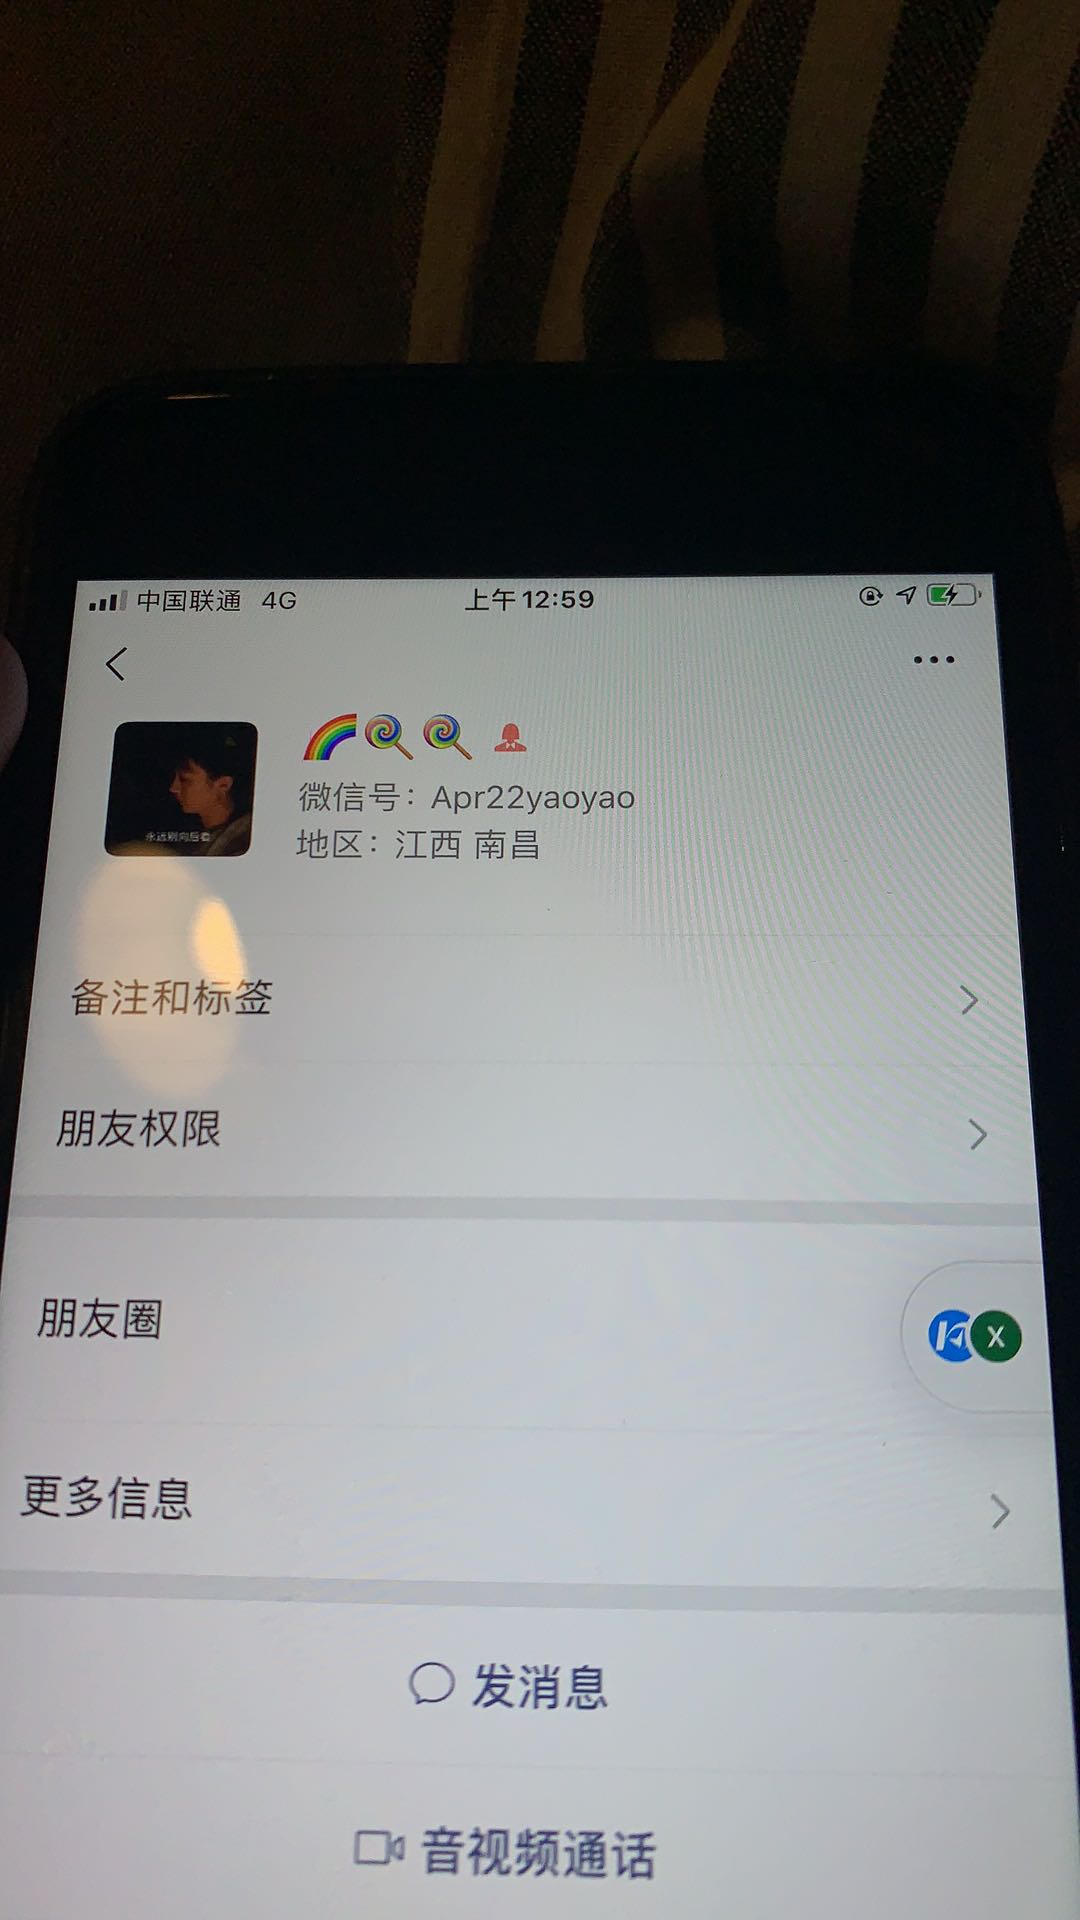 中国联通 4G 上午12:59
🌈🍭🍭
微信号：Apr22yaoyao
地区：江西 南昌
永远别向后看
备注和标签
朋友权限
朋友圈
X
更多信息
发消息
音视频通话